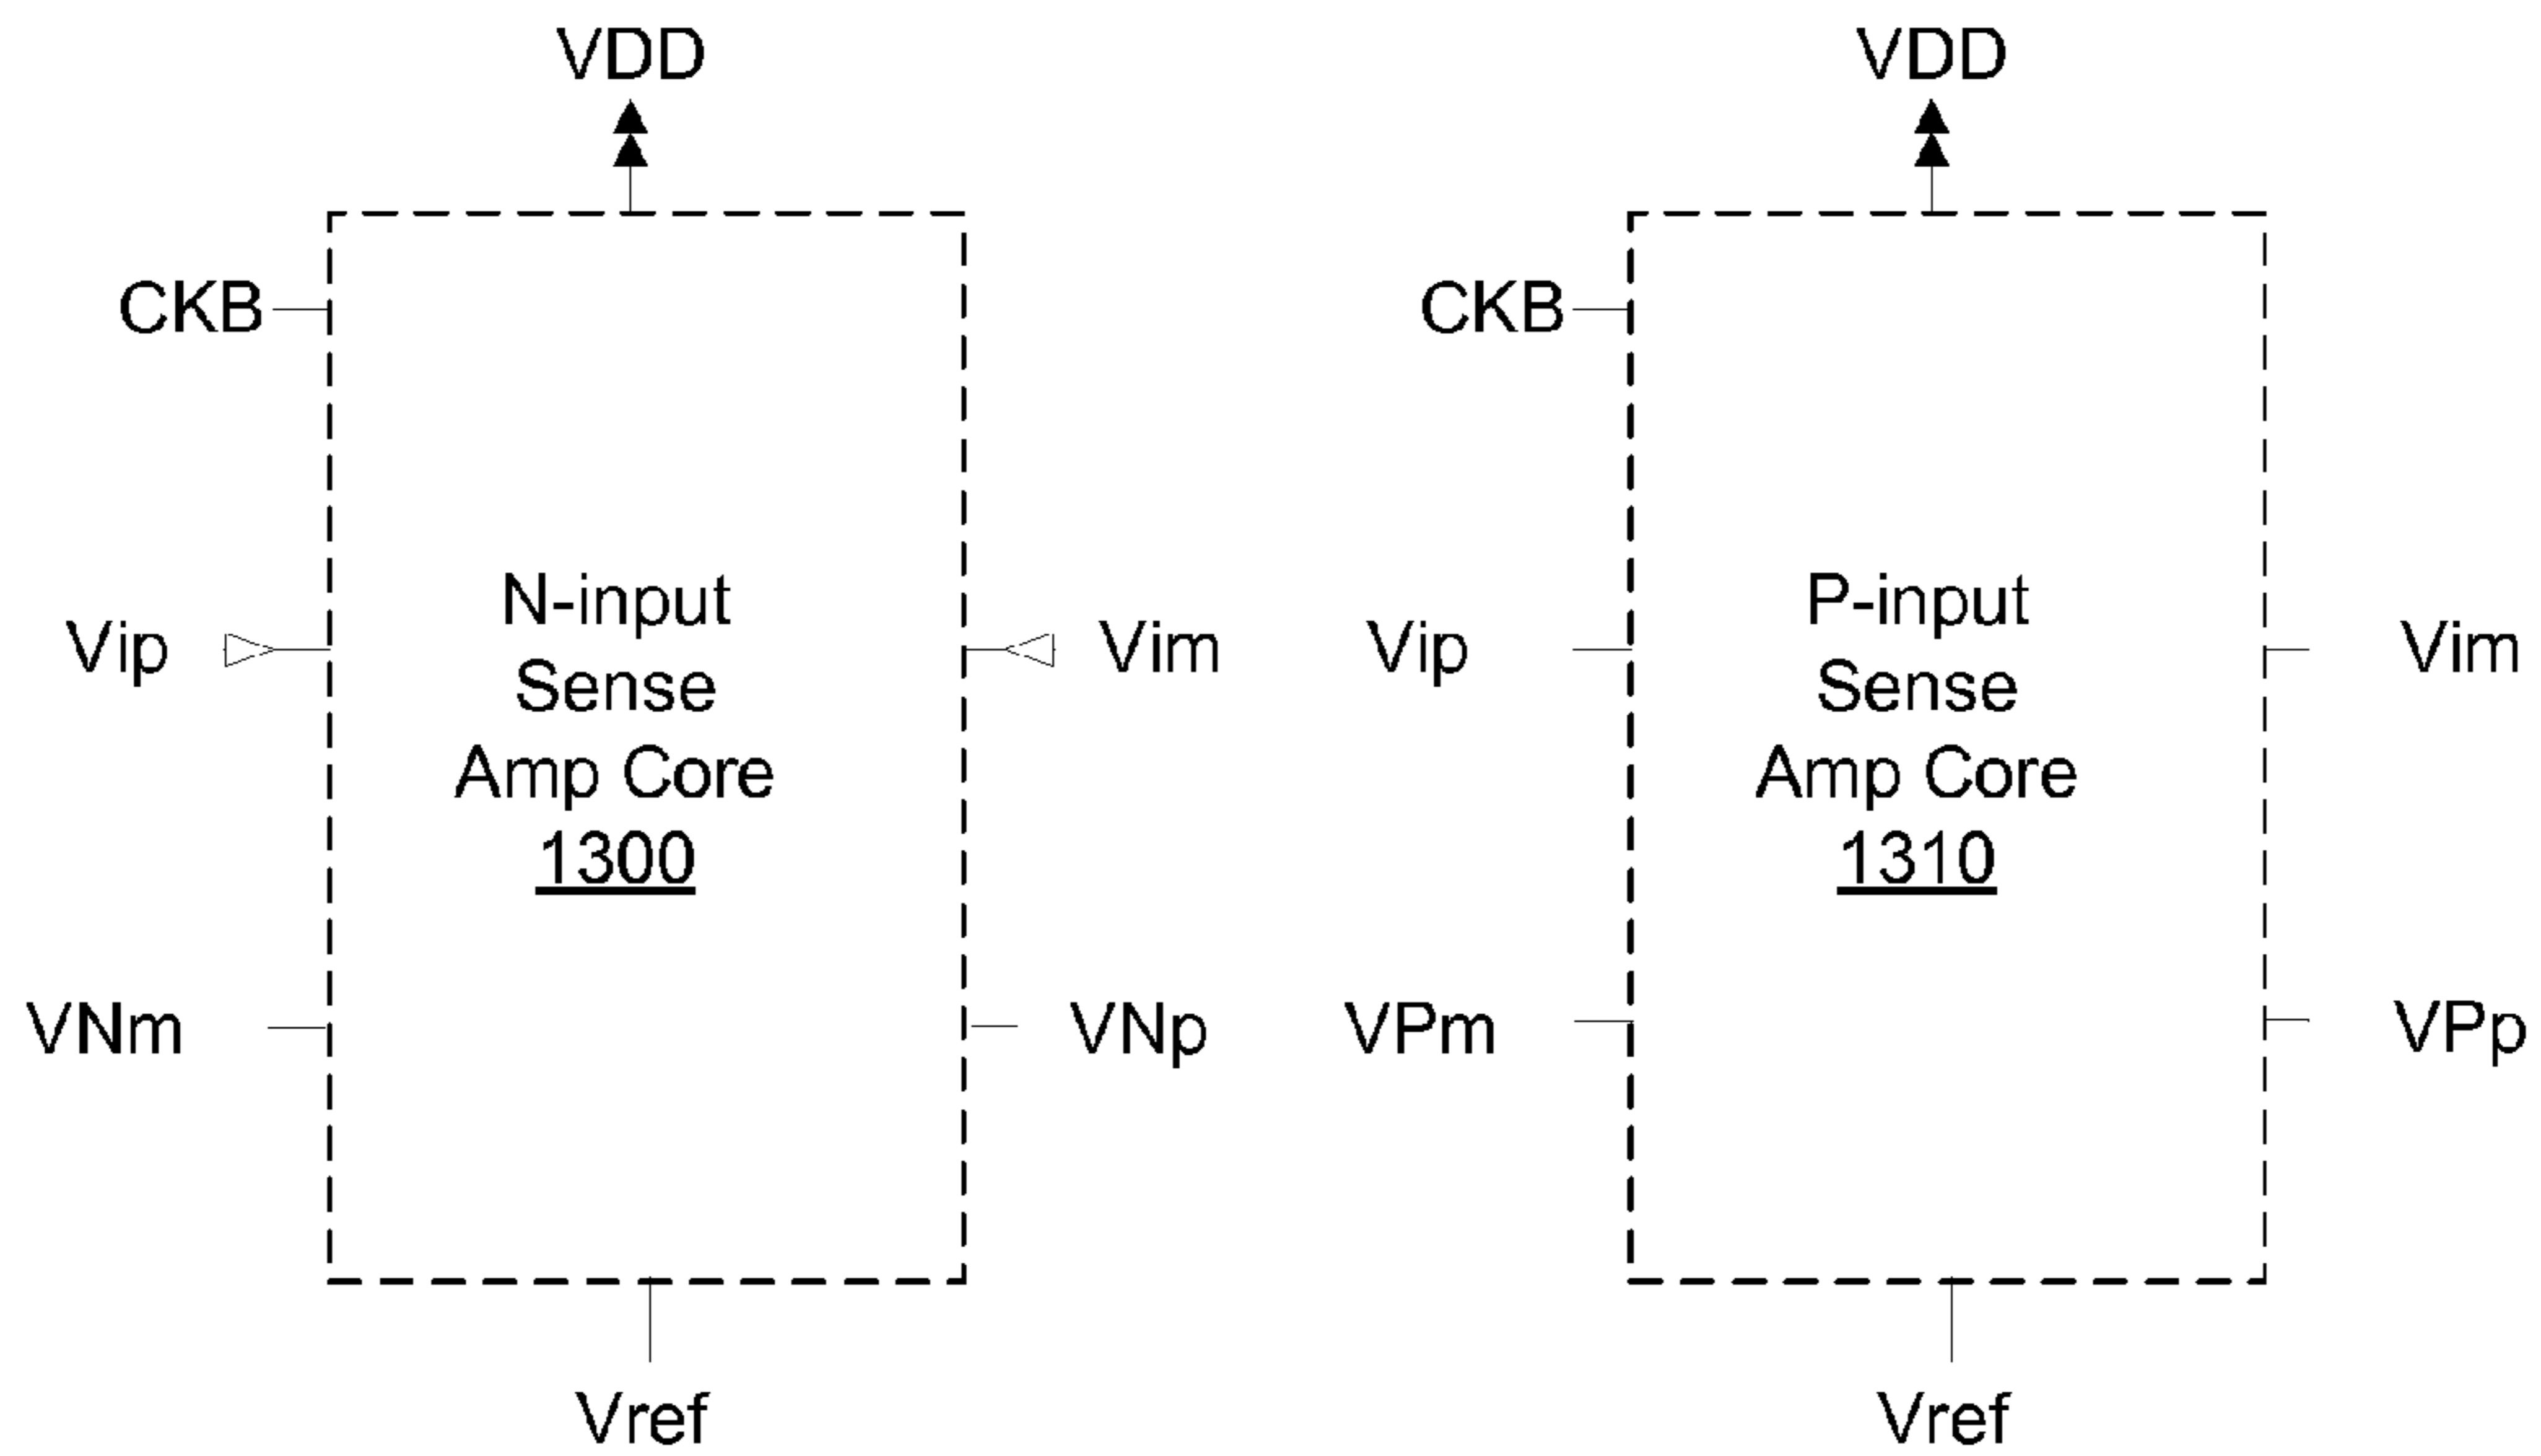 VDD
VDD
CKB
CKB
Vip
N-input
Sense
Amp Core
1300
Vim
Vip
P-input
Sense
Amp Core
1310
Vim
VNm
VNp
VPm
VPp
Vref
Vref